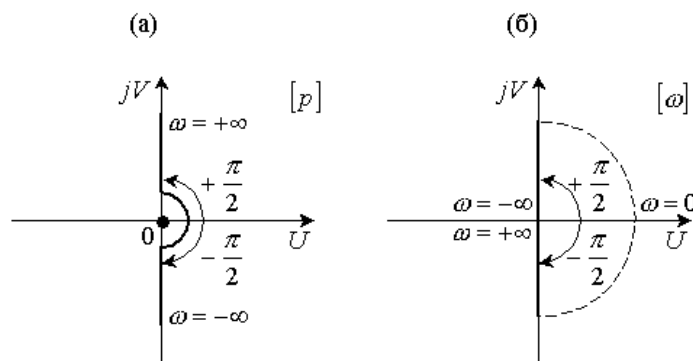 (а)
(б)
jV
[p]
ω = +∞
+ π/2
0
U
− π/2
ω = −∞
jV
[ω]
+ π/2
ω = −∞
ω = 0
ω = +∞
U
− π/2